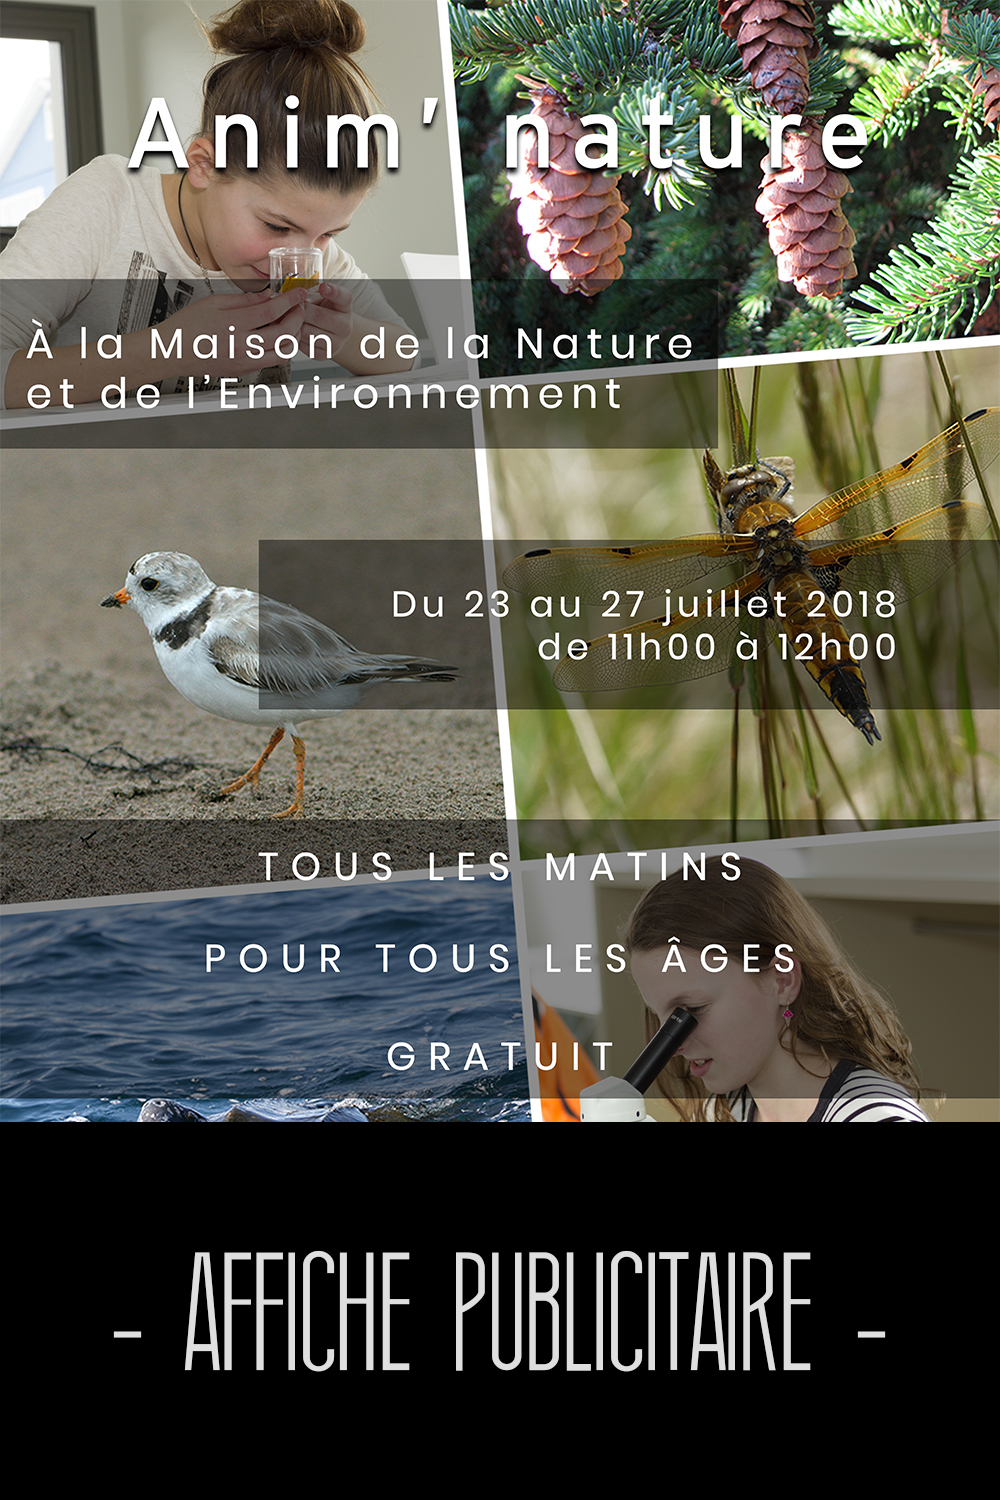 Anim' nature
À la Maison de la Nature
et de l'Environnement
Du 23 au 27 juillet 2018
de 11h00 à 12h00
TOUS LES MATINS
POUR TOUS LES ÂGES
GRATUIT
- AFFICHE PUBLICITAIRE -